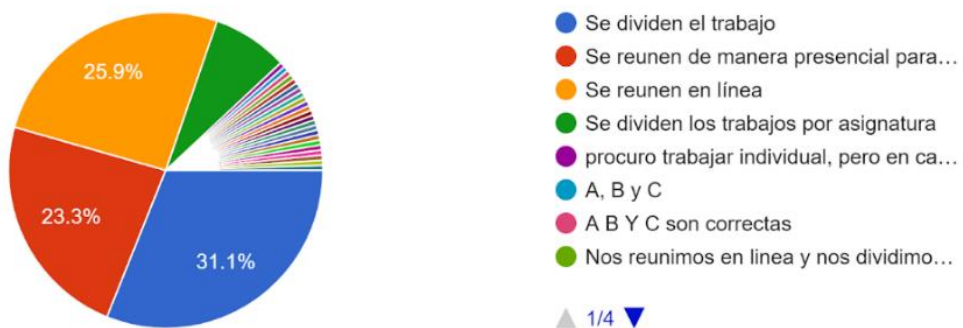 25.9%
23.3%
31.1%
Se dividen el trabajo
Se reunen de manera presencial para…
Se reunen en línea
Se dividen los trabajos por asignatura
procuro trabajar individual, pero en ca…
A, B y C
A B Y C son correctas
Nos reunimos en linea y nos dividimo…
1/4